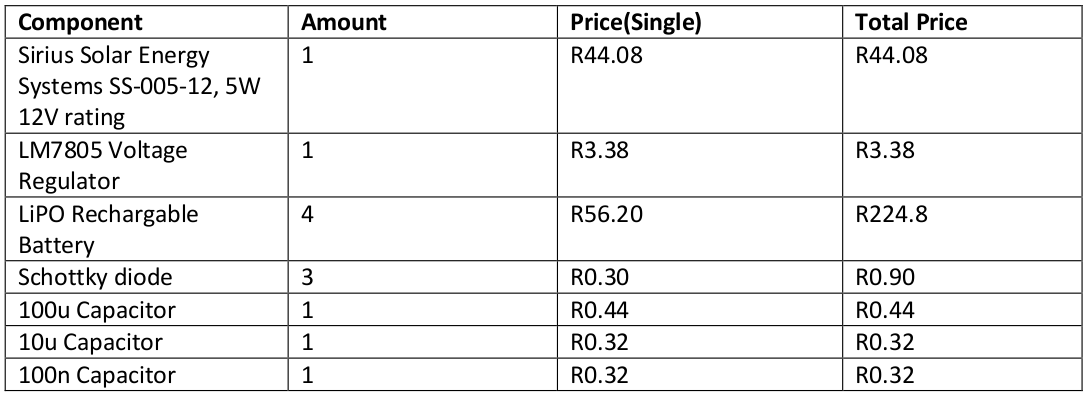 Component Amount Price(Single) Total Price
Sirius Solar Energy 1 R44.08 R44.08
Systems SS-005-12, 5W
12V rating
LM7805 Voltage 1 R3.38 R3.38
Regulator
LiPO Rechargable 4 R56.20 R224.8
Battery
Schottky diode 3 R0.30 R0.90
100u Capacitor 1 R0.44 R0.44
10u Capacitor 1 R0.32 R0.32
100n Capacitor 1 R0.32 R0.32